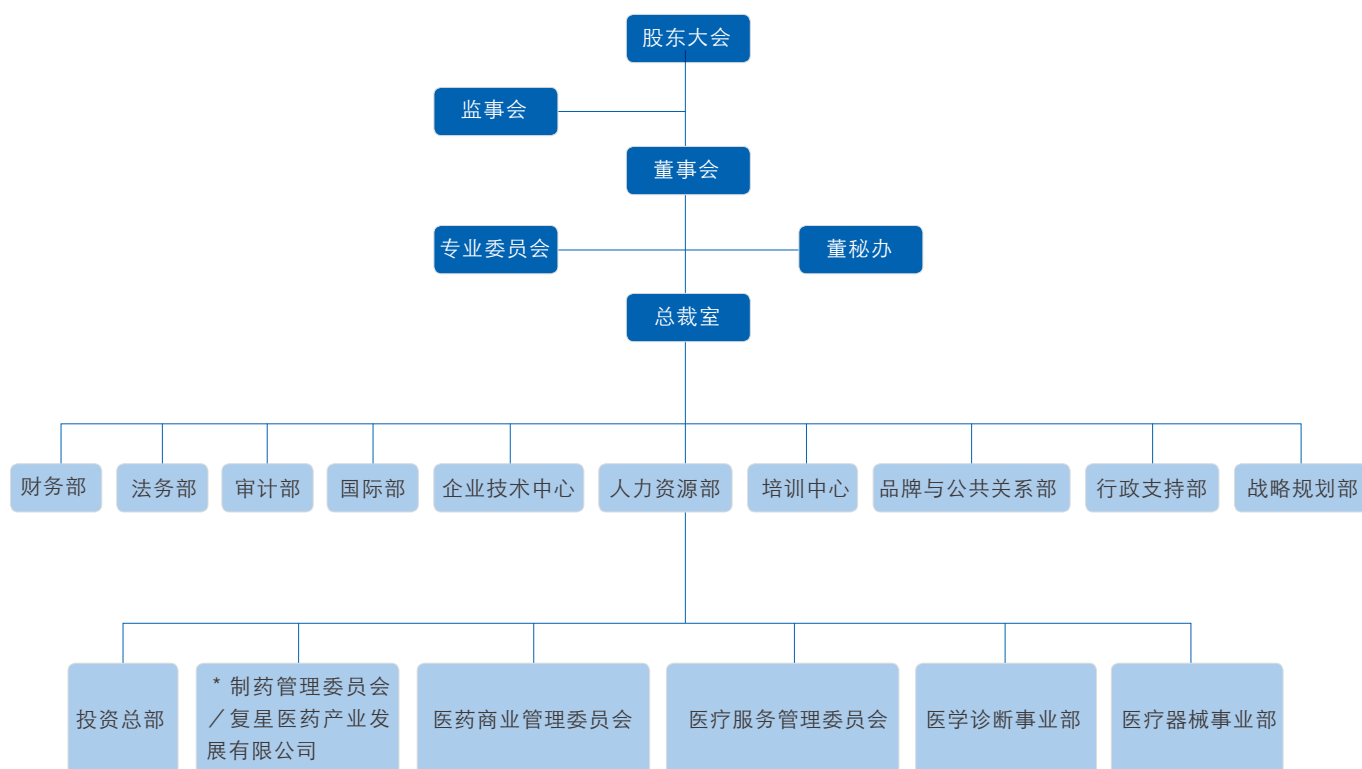 股东大会
监事会
董事会
专业委员会
董秘办
总裁室
财务部
法务部
审计部
国际部
企业技术中心
人力资源部
培训中心
品牌与公共关系部
行政支持部
战略规划部
投资总部
* 制药管理委员会
／复星医药产业发
展有限公司
医药商业管理委员会
医疗服务管理委员会
医学诊断事业部
医疗器械事业部